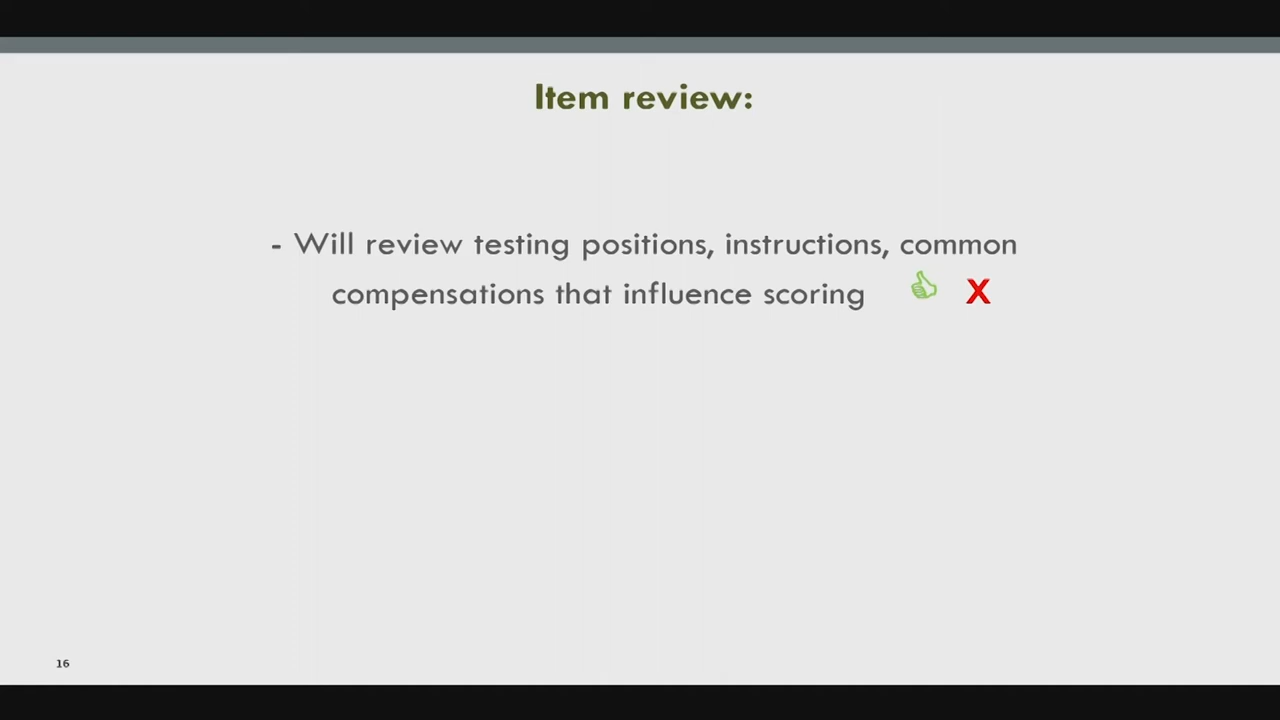 Item review:
- Will review testing positions, instructions, common
compensations that influence scoring X
16